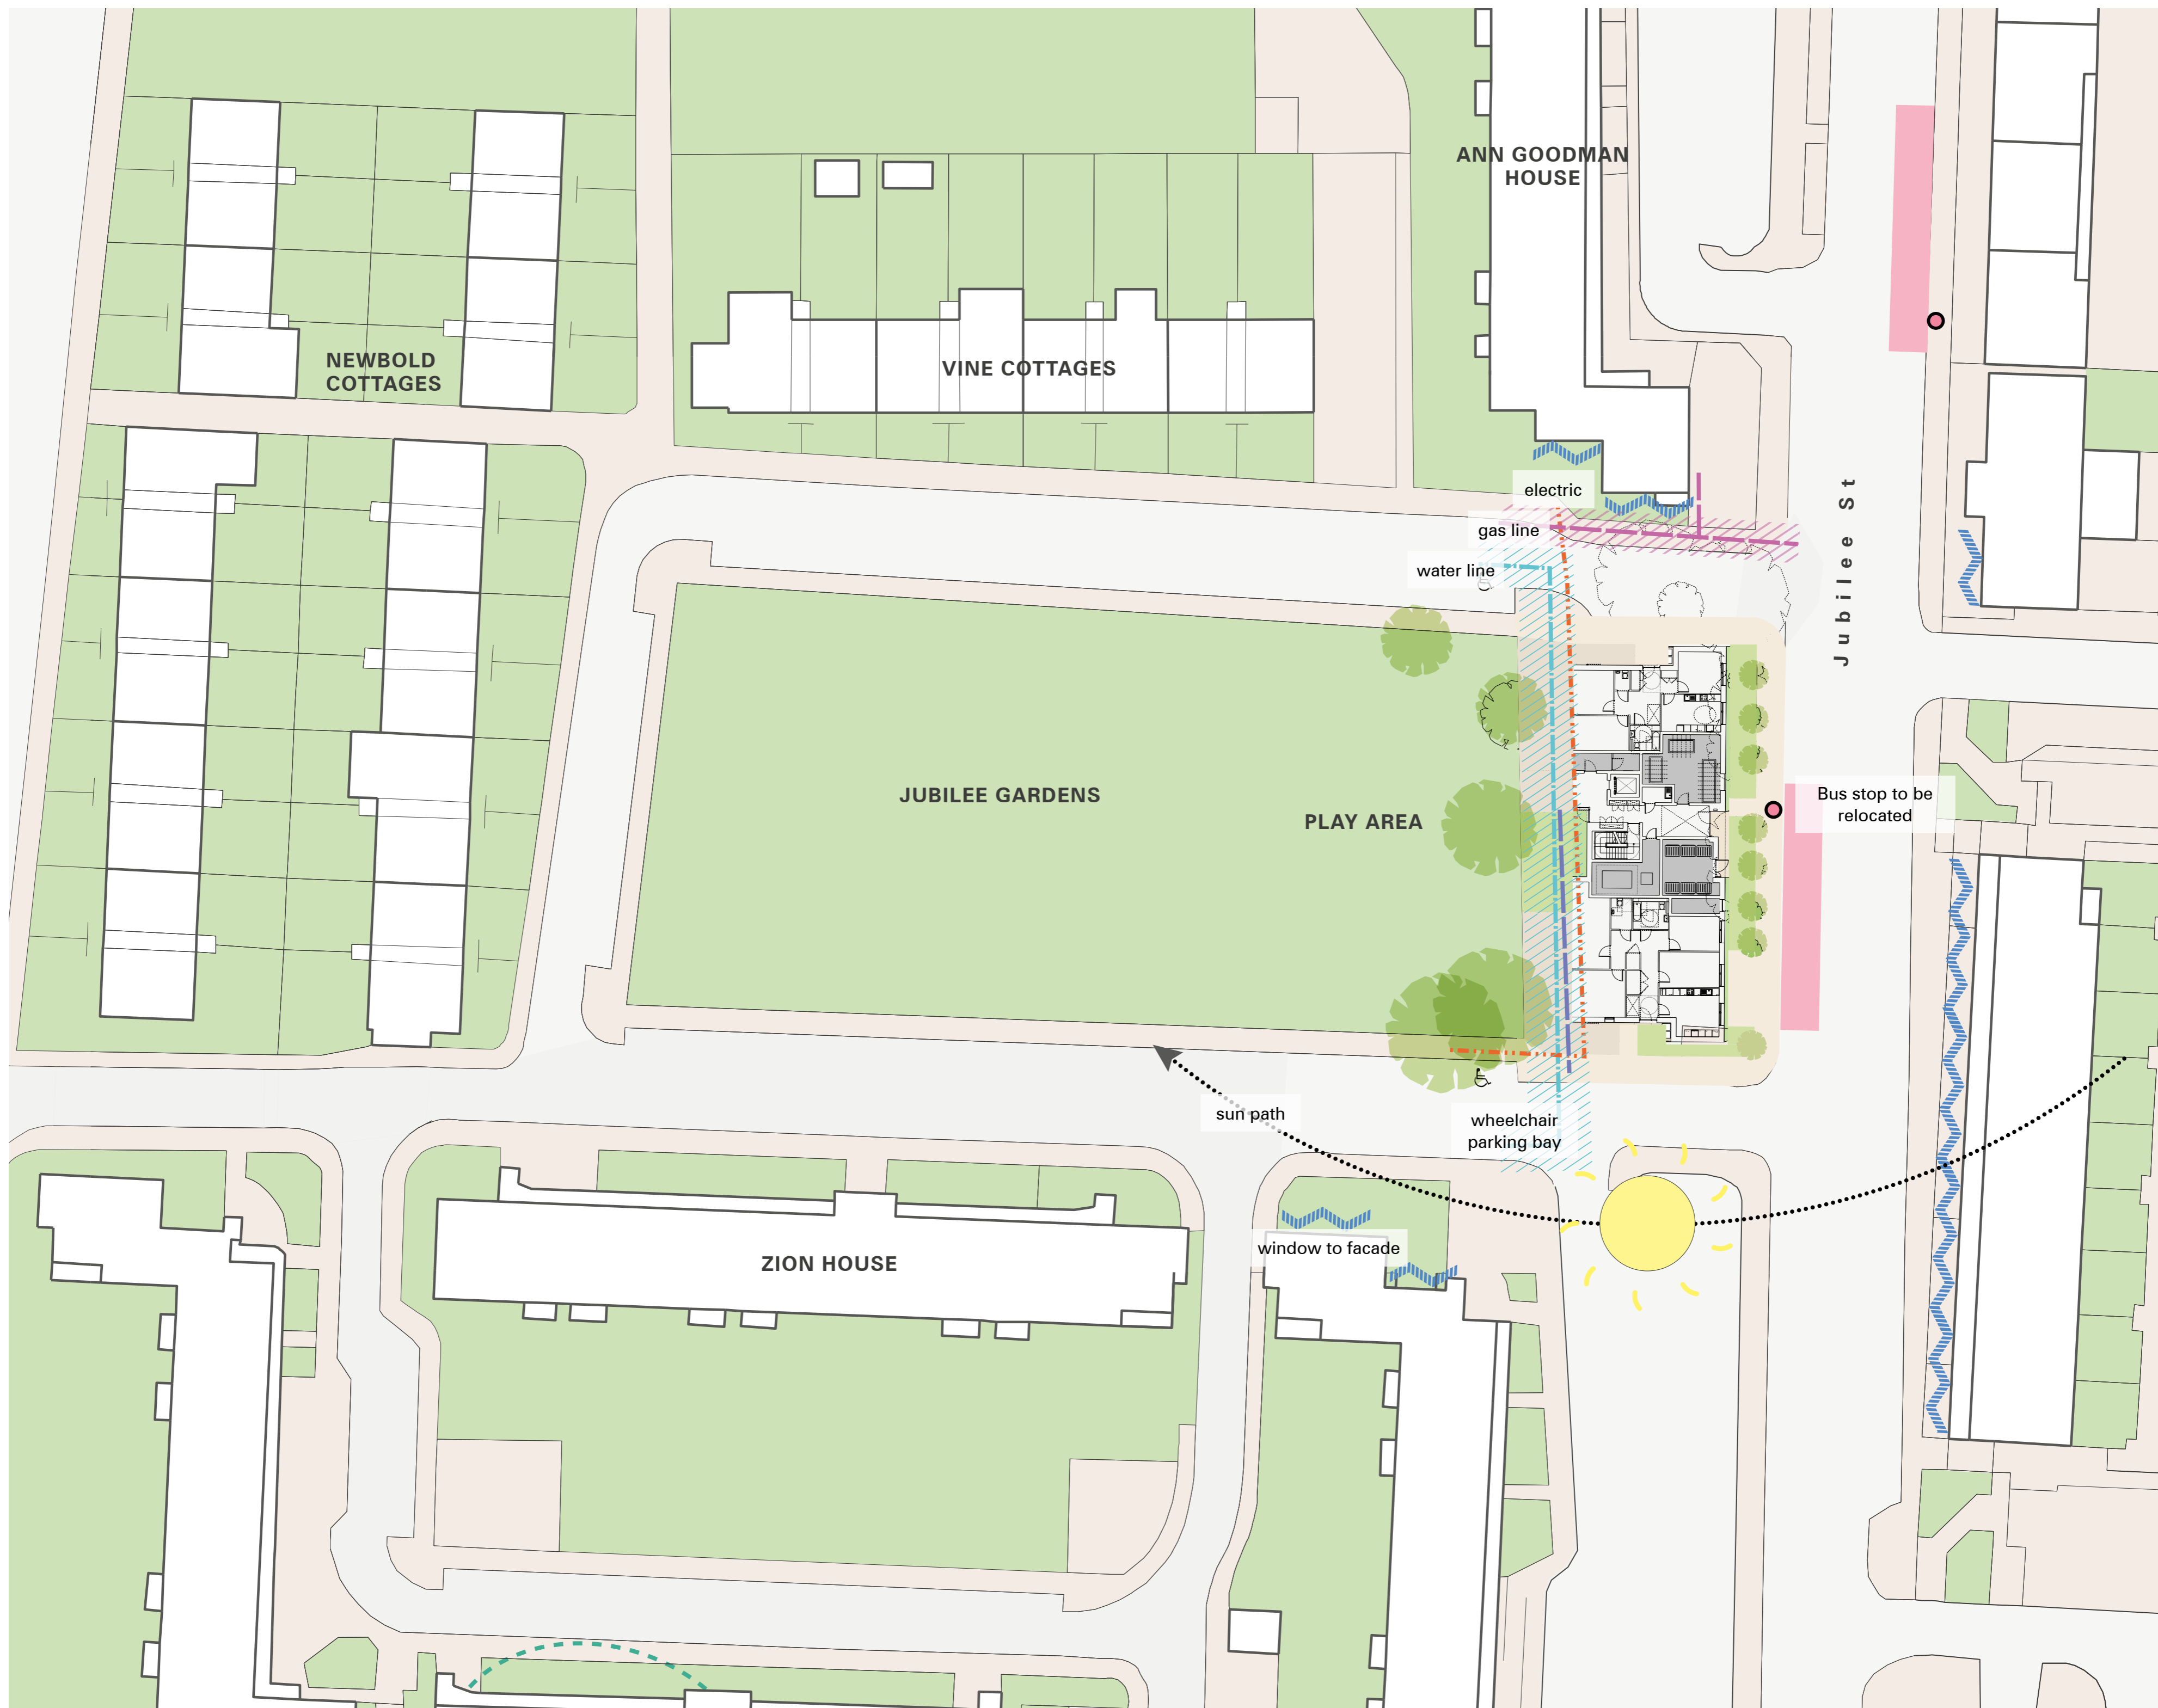 ANN GOODMAN
HOUSE
NEWBOLD
COTTAGES
VINE COTTAGES
electric
gas line
water line
Jubilee St
JUBILEE GARDENS
PLAY AREA
Bus stop to be
relocated
sun path
wheelchair
parking bay
window to facade
ZION HOUSE